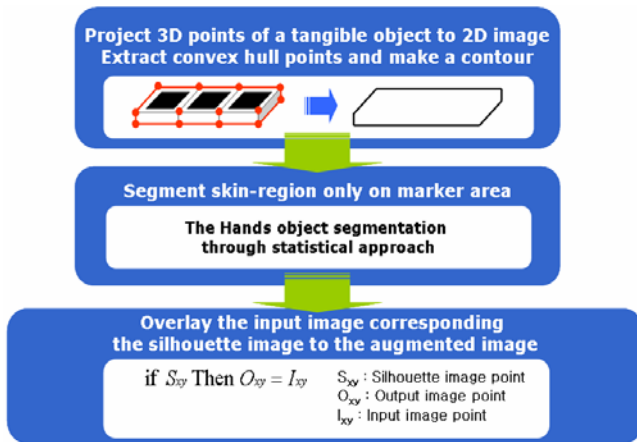 Project 3D points of a tangible object to 2D image
Extract convex hull points and make a contour
Segment skin-region only on marker area
The Hands object segmentation
through statistical approach
Overlay the input image corresponding
the silhouette image to the augmented image
if Sxy Then Oxy = Ixy
Sxy : Silhouette image point
Oxy : Output image point
Ixy : Input image point